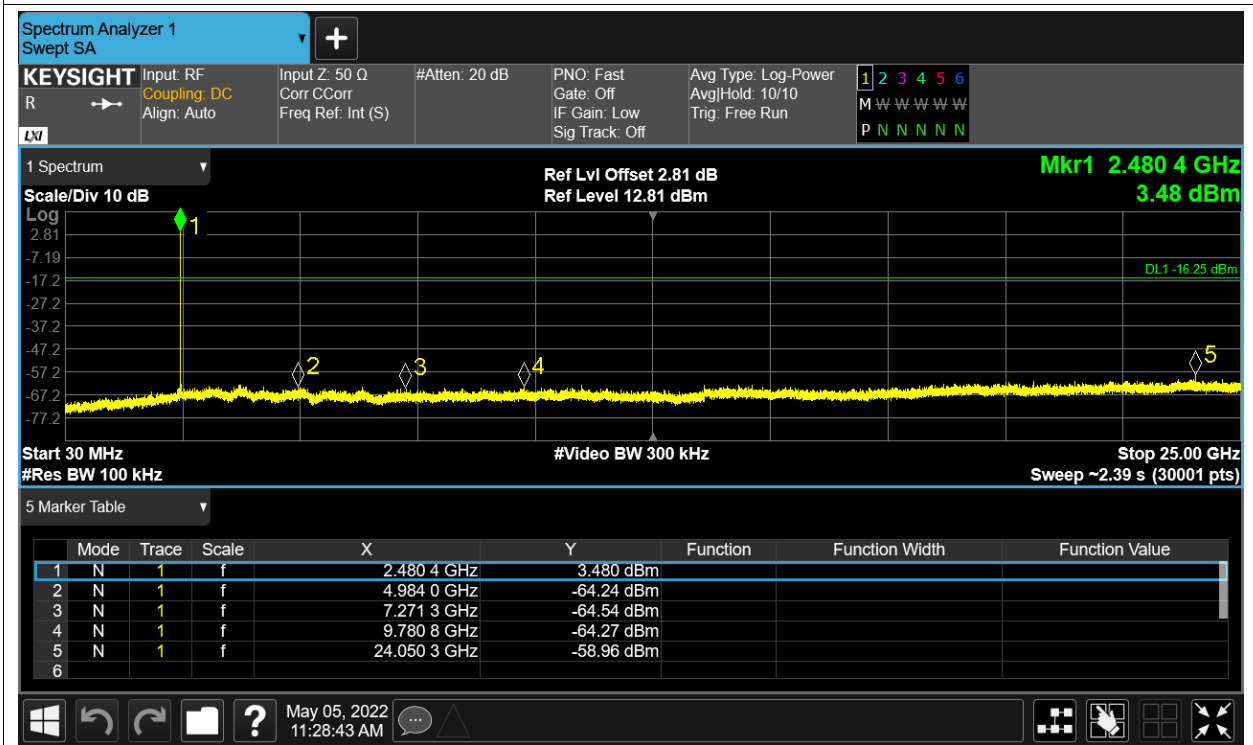 Spectrum Analyzer 1
Swept SA
+
KEYSIGHT
R
LXI
Input: RF
Coupling: DC
Align: Auto
Input Z: 50 Ω
Corr CCorr
Freq Ref: Int (S)
#Atten: 20 dB
PNO: Fast
Gate: Off
IF Gain: Low
Sig Track: Off
Avg Type: Log-Power
Avg|Hold: 10/10
Trig: Free Run
1 2 3 4 5 6
M W W W W W
P N N N N N
1 Spectrum
Scale/Div 10 dB
Ref Lvl Offset 2.81 dB
Ref Level 12.81 dBm
Mkr1 2.480 4 GHz
3.48 dBm
Log
2.81
-7.19
-17.2
-27.2
-37.2
-47.2
-57.2
-67.2
-77.2
1
2
3
4
5
DL1 -16.25 dBm
Start 30 MHz
#Res BW 100 kHz
#Video BW 300 kHz
Stop 25.00 GHz
Sweep ~2.39 s (30001 pts)
5 Marker Table
Mode Trace Scale X Y Function Function Width Function Value
1 N 1 f 2.480 4 GHz 3.480 dBm
2 N 1 f 4.984 0 GHz -64.24 dBm
3 N 1 f 7.271 3 GHz -64.54 dBm
4 N 1 f 9.780 8 GHz -64.27 dBm
5 N 1 f 24.050 3 GHz -58.96 dBm
6
?
May 05, 2022
11:28:43 AM